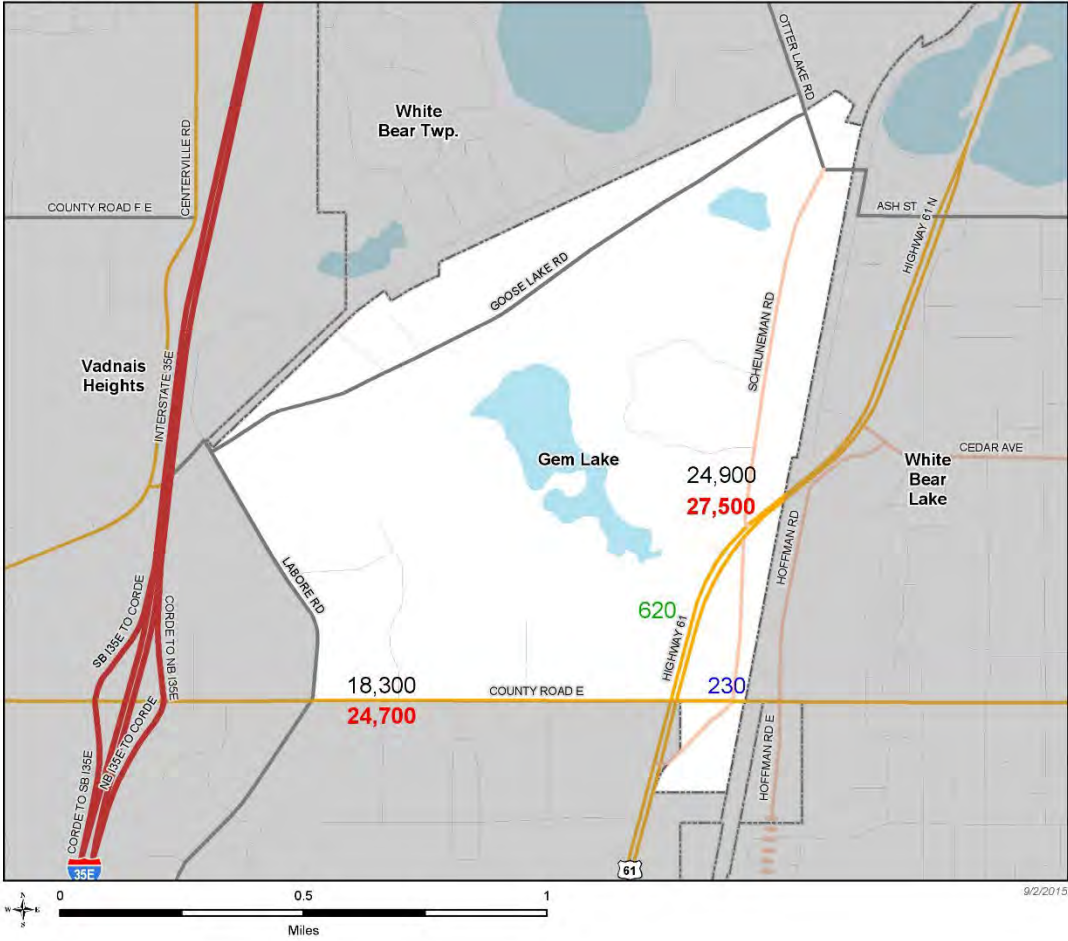 OTTER LAKE RD
White
Bear Twp.
CENTERVILLE RD
COUNTY ROAD F E
ASH ST
HIGHWAY 61 N
GOOSE LAKE RD
SCHEUNEMAN RD
Vadnais
Heights
INTERSTATE 35E
Gem Lake
24,900
27,500
CEDAR AVE
White
Bear
Lake
HOFFMAN RD
LABORE RD
SB I35E TO CORDE
CORDE TO NB I35E
620
HIGHWAY 61
18,300
COUNTY ROAD E
230
24,700
NB I35E TO CORDE
CORDE TO SB I35E
HOFFMAN RD E
35E
61
9/2/2015
N
W E
S
0 0.5 1
Miles